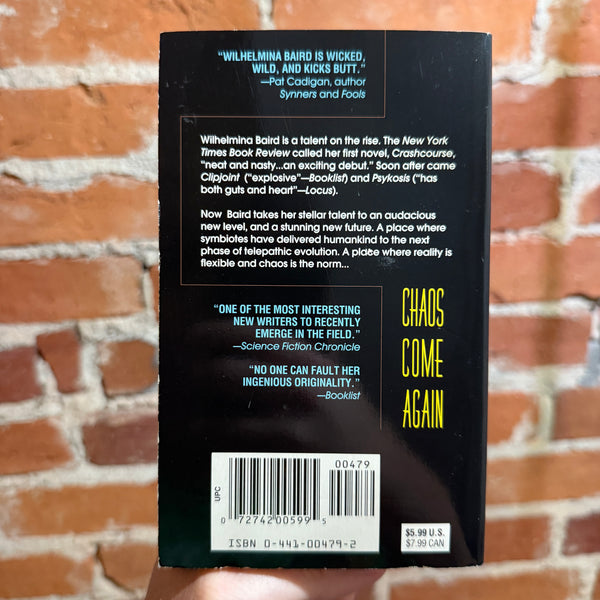 “WILHELMINA BAIRD IS WICKED,
WILD, AND KICKS BUTT.”
—Pat Cadigan, author
Synners and Fools
Wilhelmina Baird is a talent on the rise. The New York
Times Book Review called her first novel, Crashcourse,
“neat and nasty...an exciting debut.” Soon after came
Clipjoint (“explosive”—Booklist) and Psykosis (“has
both guts and heart”—Locus).
Now Baird takes her stellar talent to an audacious
new level, and a stunning new future. A place where
symbiotes have delivered humankind to the next
phase of telepathic evolution. A place where reality is
flexible and chaos is the norm...
“ONE OF THE MOST INTERESTING
NEW WRITERS TO RECENTLY
EMERGE IN THE FIELD.”
—Science Fiction Chronicle
“NO ONE CAN FAULT HER
INGENIOUS ORIGINALITY.”
—Booklist
CHAOS
COME
AGAIN
UPC
00479
0 72742 00599 5
ISBN 0-441-00479-2
$5.99 U.S.
$7.99 CAN